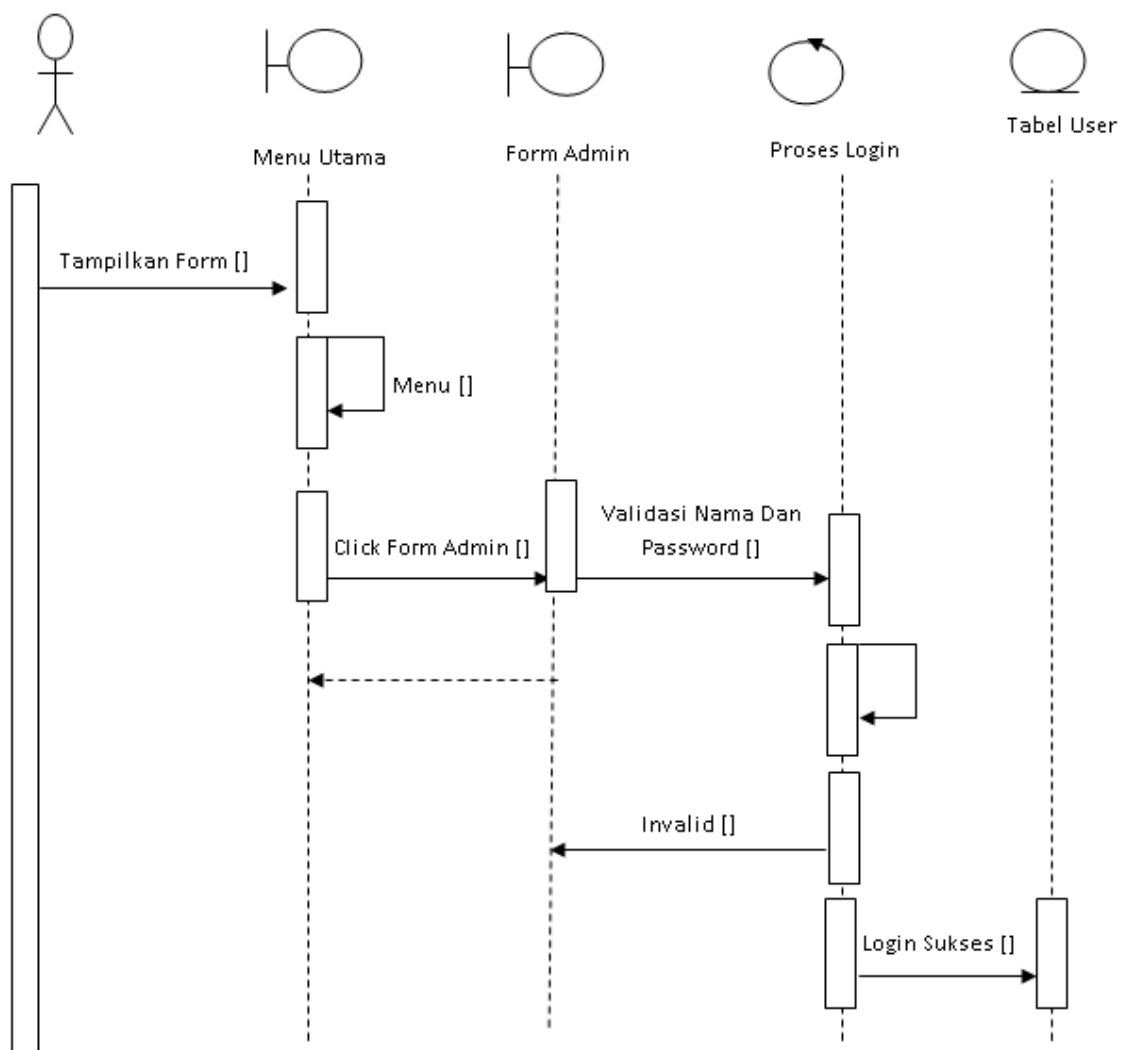 Tabel User
Menu Utama
Form Admin
Proses Login
Tampilkan Form []
Menu []
Click Form Admin []
Validasi Nama Dan
Password []
Invalid []
Login Sukses []